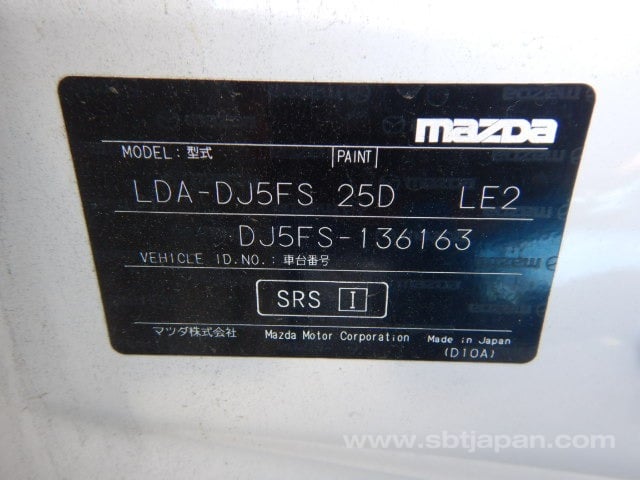 mazda
MODEL : 型式 PAINT
LDA-DJ5FS 25D LE2
DJ5FS-136163
VEHICLE ID.NO. : 車台番号
SRS I
マツダ株式会社 Mazda Motor Corporation Made in Japan
(D10A)
www.sbtjapan.com